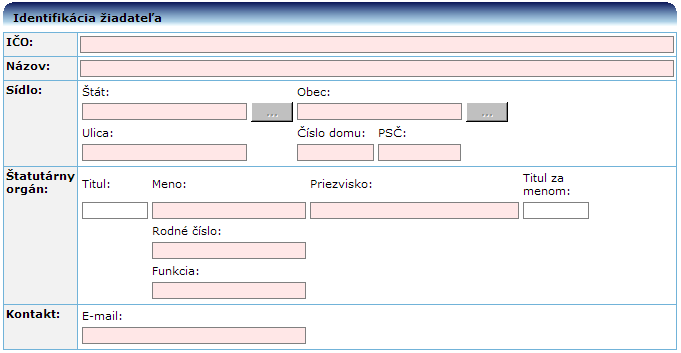 Identifikácia žiadateľa
IČO:
Názov:
Sídlo:
Štát:
Obec:
...
...
Ulica:
Číslo domu:
PSČ:
Štatutárny
orgán:
Titul:
Meno:
Priezvisko:
Titul za
menom:
Rodné číslo:
Funkcia:
Kontakt:
E-mail: